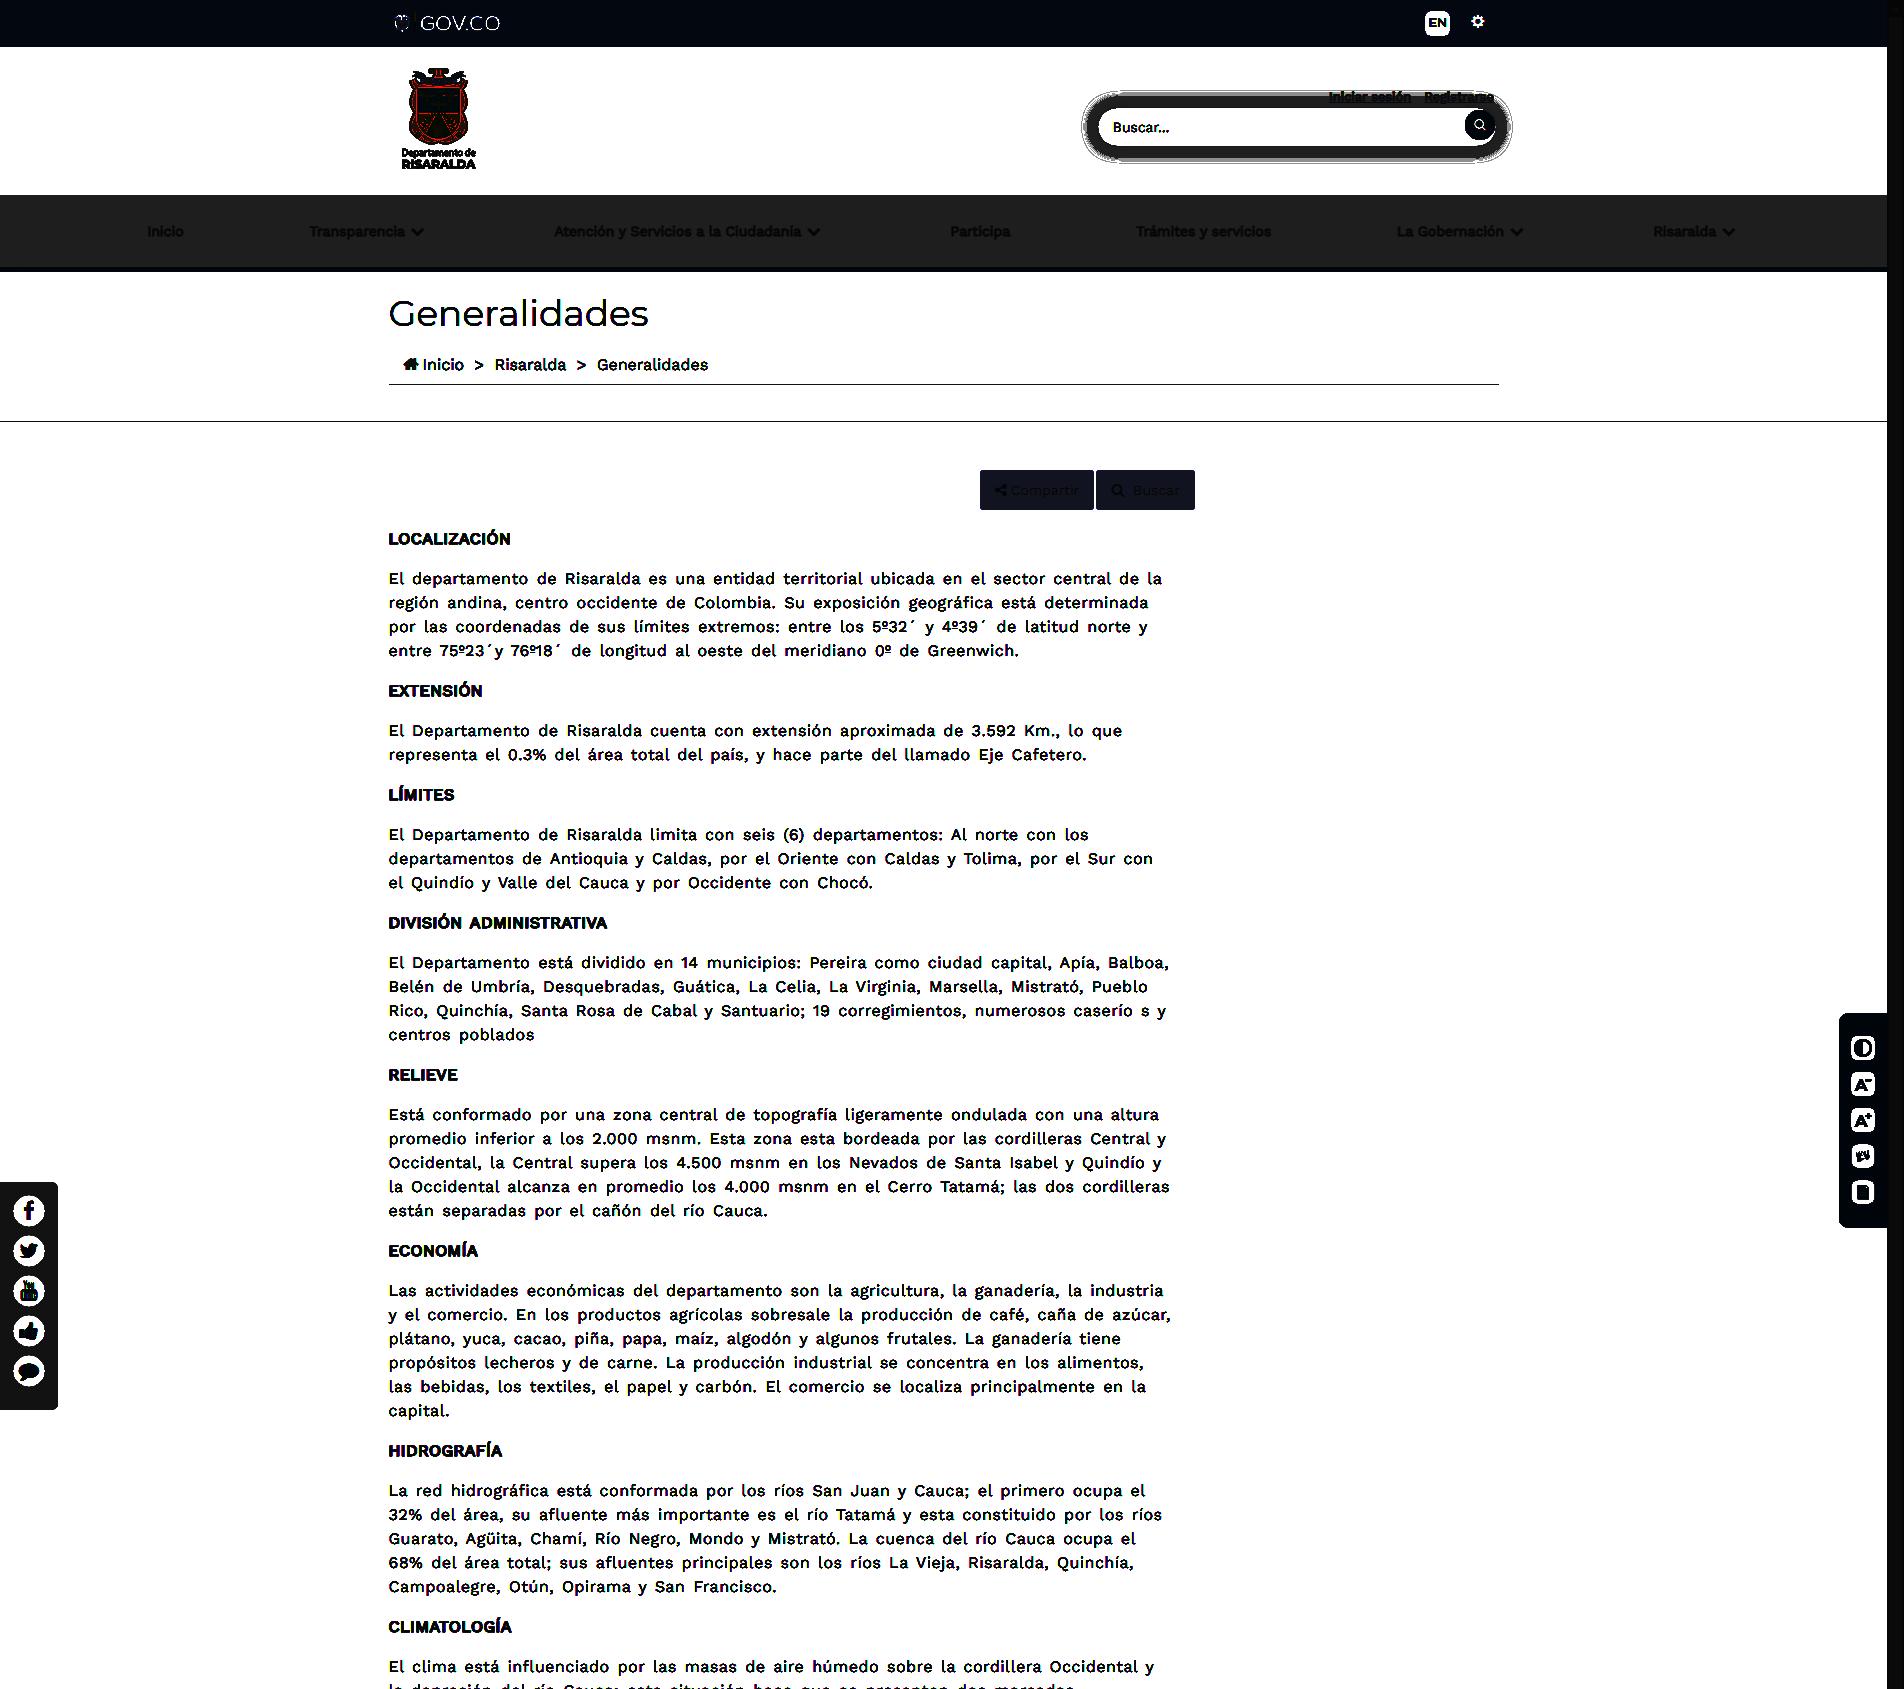 GOV.CO
EN
Departamento de
RISARALDA
Iniciar sesión Registrarse
Buscar...
Inicio Transparencia Atención y Servicios a la Ciudadanía Participa Trámites y servicios La Gobernación Risaralda
Generalidades
Inicio > Risaralda > Generalidades
Compartir Buscar
LOCALIZACIÓN
El departamento de Risaralda es una entidad territorial ubicada en el sector central de la
región andina, centro occidente de Colombia. Su exposición geográfica está determinada
por las coordenadas de sus límites extremos: entre los 5º32´ y 4º39´ de latitud norte y
entre 75º23´y 76º18´ de longitud al oeste del meridiano 0º de Greenwich.
EXTENSIÓN
El Departamento de Risaralda cuenta con extensión aproximada de 3.592 Km., lo que
representa el 0.3% del área total del país, y hace parte del llamado Eje Cafetero.
LÍMITES
El Departamento de Risaralda limita con seis (6) departamentos: Al norte con los
departamentos de Antioquia y Caldas, por el Oriente con Caldas y Tolima, por el Sur con
el Quindío y Valle del Cauca y por Occidente con Chocó.
DIVISIÓN ADMINISTRATIVA
El Departamento está dividido en 14 municipios: Pereira como ciudad capital, Apía, Balboa,
Belén de Umbría, Desquebradas, Guática, La Celia, La Virginia, Marsella, Mistrató, Pueblo
Rico, Quinchía, Santa Rosa de Cabal y Santuario; 19 corregimientos, numerosos caserío s y
centros poblados
RELIEVE
Está conformado por una zona central de topografía ligeramente ondulada con una altura
promedio inferior a los 2.000 msnm. Esta zona esta bordeada por las cordilleras Central y
Occidental, la Central supera los 4.500 msnm en los Nevados de Santa Isabel y Quindío y
la Occidental alcanza en promedio los 4.000 msnm en el Cerro Tatamá; las dos cordilleras
están separadas por el cañón del río Cauca.
ECONOMÍA
Las actividades económicas del departamento son la agricultura, la ganadería, la industria
y el comercio. En los productos agrícolas sobresale la producción de café, caña de azúcar,
plátano, yuca, cacao, piña, papa, maíz, algodón y algunos frutales. La ganadería tiene
propósitos lecheros y de carne. La producción industrial se concentra en los alimentos,
las bebidas, los textiles, el papel y carbón. El comercio se localiza principalmente en la
capital.
HIDROGRAFÍA
La red hidrográfica está conformada por los ríos San Juan y Cauca; el primero ocupa el
32% del área, su afluente más importante es el río Tatamá y esta constituido por los ríos
Guarato, Agüita, Chamí, Río Negro, Mondo y Mistrató. La cuenca del río Cauca ocupa el
68% del área total; sus afluentes principales son los ríos La Vieja, Risaralda, Quinchía,
Campoalegre, Otún, Opirama y San Francisco.
CLIMATOLOGÍA
El clima está influenciado por las masas de aire húmedo sobre la cordillera Occidental y
A-
A+